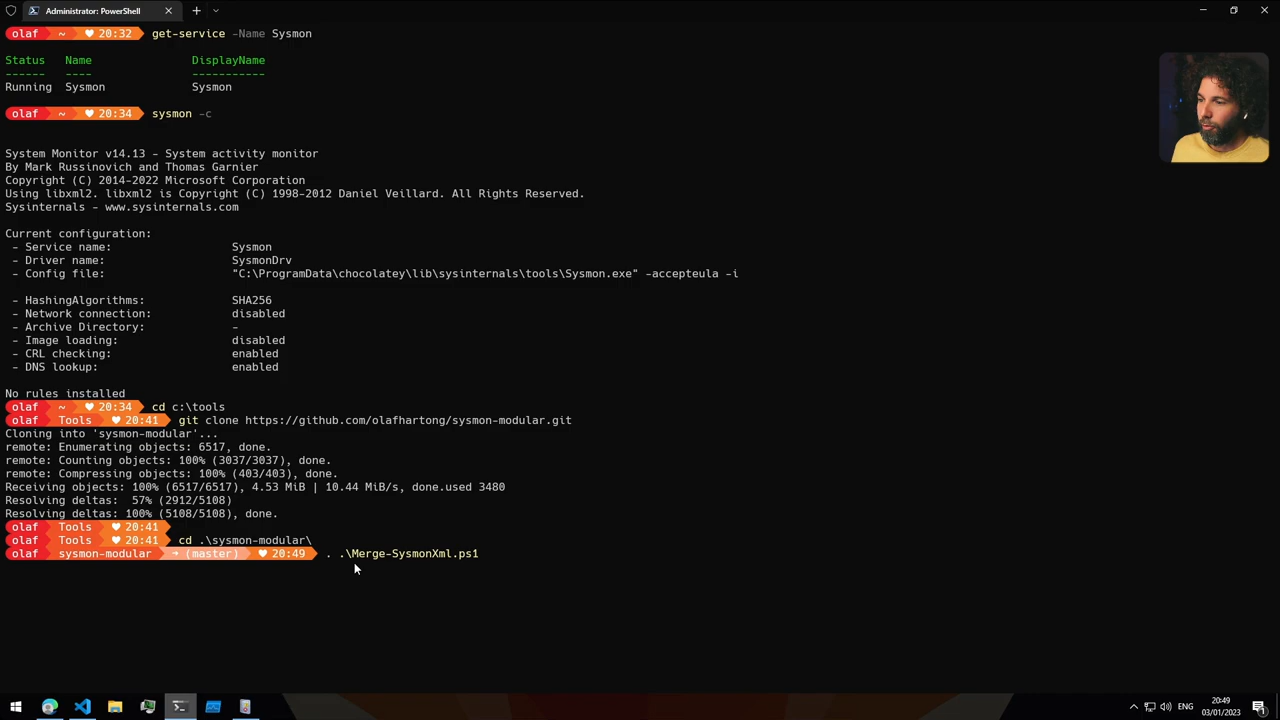 Administrator: PowerShell
olaf ~ ♥ 20:32 get-service -Name Sysmon
Status Name DisplayName
------ ---- -----------
Running Sysmon Sysmon
olaf ~ ♥ 20:34 sysmon -c
System Monitor v14.13 - System activity monitor
By Mark Russinovich and Thomas Garnier
Copyright (C) 2014-2022 Microsoft Corporation
Using libxml2. libxml2 is Copyright (C) 1998-2012 Daniel Veillard. All Rights Reserved.
Sysinternals - www.sysinternals.com
Current configuration:
- Service name: Sysmon
- Driver name: SysmonDrv
- Config file: "C:\ProgramData\chocolatey\lib\sysinternals\tools\Sysmon.exe" -accepteula -i
- HashingAlgorithms: SHA256
- Network connection: disabled
- Archive Directory: -
- Image loading: disabled
- CRL checking: enabled
- DNS lookup: enabled
No rules installed
olaf ~ ♥ 20:34 cd c:\tools
olaf Tools ♥ 20:41 git clone https://github.com/olafhartong/sysmon-modular.git
Cloning into 'sysmon-modular'...
remote: Enumerating objects: 6517, done.
remote: Counting objects: 100% (3037/3037), done.
remote: Compressing objects: 100% (403/403), done.
Receiving objects: 100% (6517/6517), 4.53 MiB | 10.44 MiB/s, done.used 3480
Resolving deltas: 57% (2912/5108)
Resolving deltas: 100% (5108/5108), done.
olaf Tools ♥ 20:41
olaf Tools ♥ 20:41 cd .\sysmon-modular\
olaf sysmon-modular ➜ (master) ♥ 20:49 . .\Merge-SysmonXml.ps1
ENG
20:49
03/01/2023